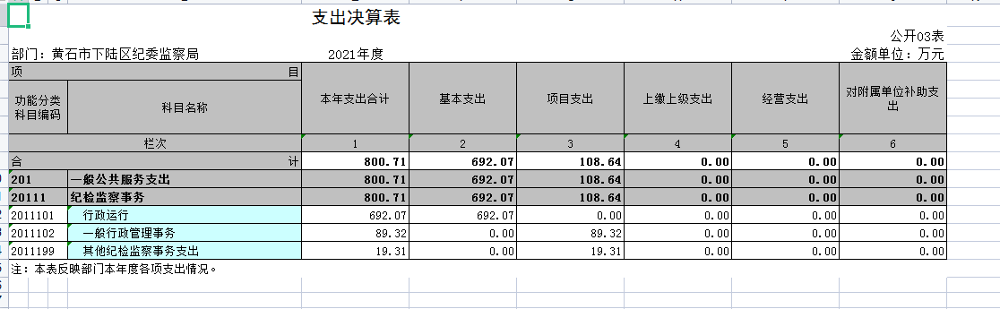 支出决算表
公开03表
部门：黄石市下陆区纪委监察局 2021年度 金额单位：万元
项 目 本年支出合计 基本支出 项目支出 上缴上级支出 经营支出 对附属单位补助支出
功能分类科目编码 科目名称
栏次 1 2 3 4 5 6
合 计 800.71 692.07 108.64 0.00 0.00 0.00
201 一般公共服务支出 800.71 692.07 108.64 0.00 0.00 0.00
20111 纪检监察事务 800.71 692.07 108.64 0.00 0.00 0.00
2011101 行政运行 692.07 692.07 0.00 0.00 0.00 0.00
2011102 一般行政管理事务 89.32 0.00 89.32 0.00 0.00 0.00
2011199 其他纪检监察事务支出 19.31 0.00 19.31 0.00 0.00 0.00
注：本表反映部门本年度各项支出情况。